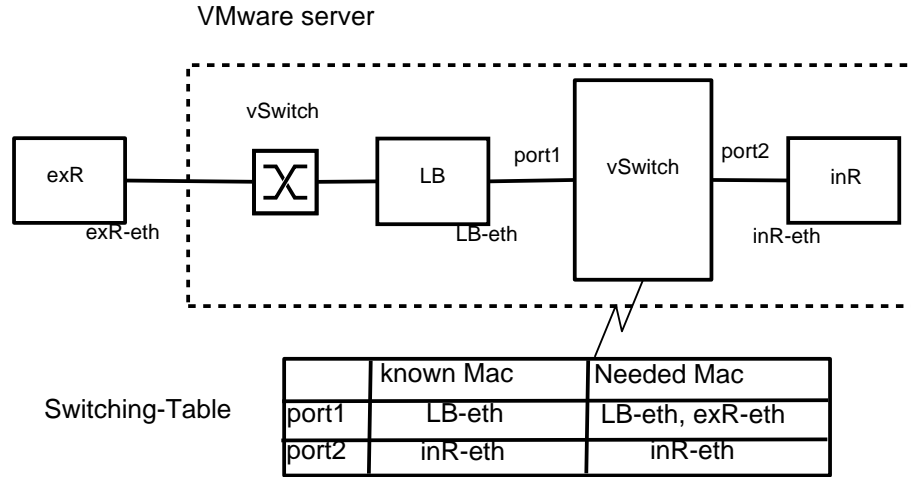 VMware server
vSwitch
exR
LB
port1
vSwitch
port2
inR
exR-eth
LB-eth
inR-eth
known Mac
Needed Mac
Switching-Table
port1
LB-eth
LB-eth, exR-eth
port2
inR-eth
inR-eth